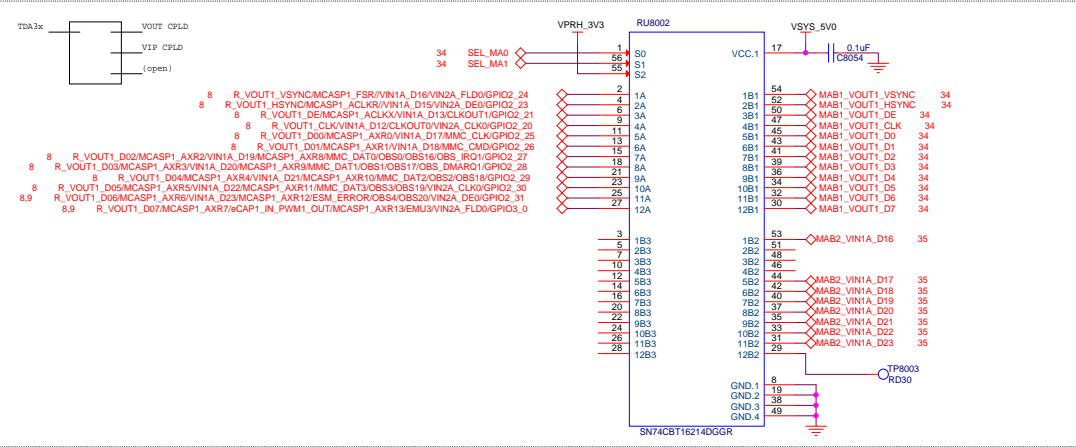 TDA3x
VOUT CPLD
VIP CPLD
(open)
VPRH_3V3
RU8002
VSYS_5V0
34 SEL_MA0 1 S0
34 SEL_MA1 56 S1
55 S2
VCC.1 17
0.1uF
C8054
8 R_VOUT1_VSYNC/MCASP1_FSR//VIN1A_D16/VIN2A_FLD0/GPIO2_24 2 1A
8 R_VOUT1_HSYNC/MCASP1_ACLKR//VIN1A_D15/VIN2A_DE0/GPIO2_23 4 2A
8 R_VOUT1_DE/MCASP1_ACLKX/VIN1A_D13/CLKOUT1/GPIO2_21 6 3A
8 R_VOUT1_CLK/VIN1A_D12/CLKOUT0/VIN2A_CLK0/GPIO2_20 9 4A
8 R_VOUT1_D00/MCASP1_AXR0/VIN1A_D17/MMC_CLK/GPIO2_25 11 5A
8 R_VOUT1_D01/MCASP1_AXR1/VIN1A_D18/MMC_CMD/GPIO2_26 13 6A
8 R_VOUT1_D02/MCASP1_AXR2/VIN1A_D19/MCASP1_AXR8/MMC_DAT0/OBS0/OBS16/OBS_IRQ1/GPIO2_27 15 7A
8 R_VOUT1_D03/MCASP1_AXR3/VIN1A_D20/MCASP1_AXR9/MMC_DAT1/OBS1/OBS17/OBS_DMARQ1/GPIO2_28 18 8A
8 R_VOUT1_D04/MCASP1_AXR4/VIN1A_D21/MCASP1_AXR10/MMC_DAT2/OBS2/OBS18/GPIO2_29 21 9A
8 R_VOUT1_D05/MCASP1_AXR5/VIN1A_D22/MCASP1_AXR11/MMC_DAT3/OBS3/OBS19/VIN2A_CLK0/GPIO2_30 23 10A
8,9 R_VOUT1_D06/MCASP1_AXR6/VIN1A_D23/MCASP1_AXR12/ESM_ERROR/OBS4/OBS20/VIN2A_DE0/GPIO2_31 25 11A
8,9 R_VOUT1_D07/MCASP1_AXR7/eCAP1_IN_PWM1_OUT/MCASP1_AXR13/EMU3/VIN2A_FLD0/GPIO3_0 27 12A
1B1 54 MAB1_VOUT1_VSYNC 34
2B1 52 MAB1_VOUT1_HSYNC 34
3B1 50 MAB1_VOUT1_DE 34
4B1 47 MAB1_VOUT1_CLK 34
5B1 45 MAB1_VOUT1_D0 34
6B1 43 MAB1_VOUT1_D1 34
7B1 41 MAB1_VOUT1_D2 34
8B1 39 MAB1_VOUT1_D3 34
9B1 36 MAB1_VOUT1_D4 34
10B1 34 MAB1_VOUT1_D5 34
11B1 32 MAB1_VOUT1_D6 34
12B1 30 MAB1_VOUT1_D7 34
3 1B3
5 2B3
7 3B3
10 4B3
12 5B3
14 6B3
16 7B3
20 8B3
22 9B3
24 10B3
26 11B3
28 12B3
1B2 53 MAB2_VIN1A_D16 35
2B2 51
3B2 48
4B2 46
5B2 44 MAB2_VIN1A_D17 35
6B2 42 MAB2_VIN1A_D18 35
7B2 40 MAB2_VIN1A_D19 35
8B2 37 MAB2_VIN1A_D20 35
9B2 35 MAB2_VIN1A_D21 35
10B2 33 MAB2_VIN1A_D22 35
11B2 31 MAB2_VIN1A_D23 35
12B2 29
TP8003
RD30
GND.1 8
GND.2 19
GND.3 38
GND.4 49
SN74CBT16214DGGR